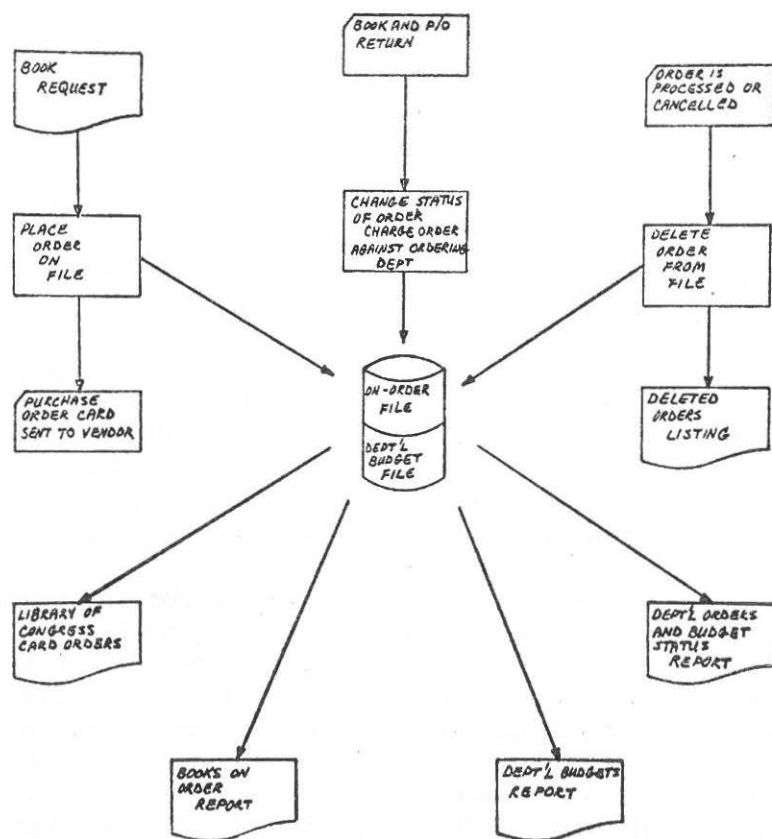 BOOK
REQUEST
BOOK AND P/O
RETURN
ORDER IS
PROCESSED OR
CANCELLED
PLACE
ORDER
ON
FILE
CHANGE STATUS
OF ORDER
CHARGE ORDER
AGAINST ORDERING
DEPT
DELETE
ORDER
FROM
FILE
PURCHASE
ORDER CARD
SENT TO VENDOR
ON-ORDER
FILE
DEPT'L
BUDGET
FILE
DELETED
ORDERS
LISTING
LIBRARY OF
CONGRESS
CARD ORDERS
DEPT'L ORDERS
AND BUDGET
STATUS
REPORT
BOOKS ON
ORDER
REPORT
DEPT'L BUDGETS
REPORT